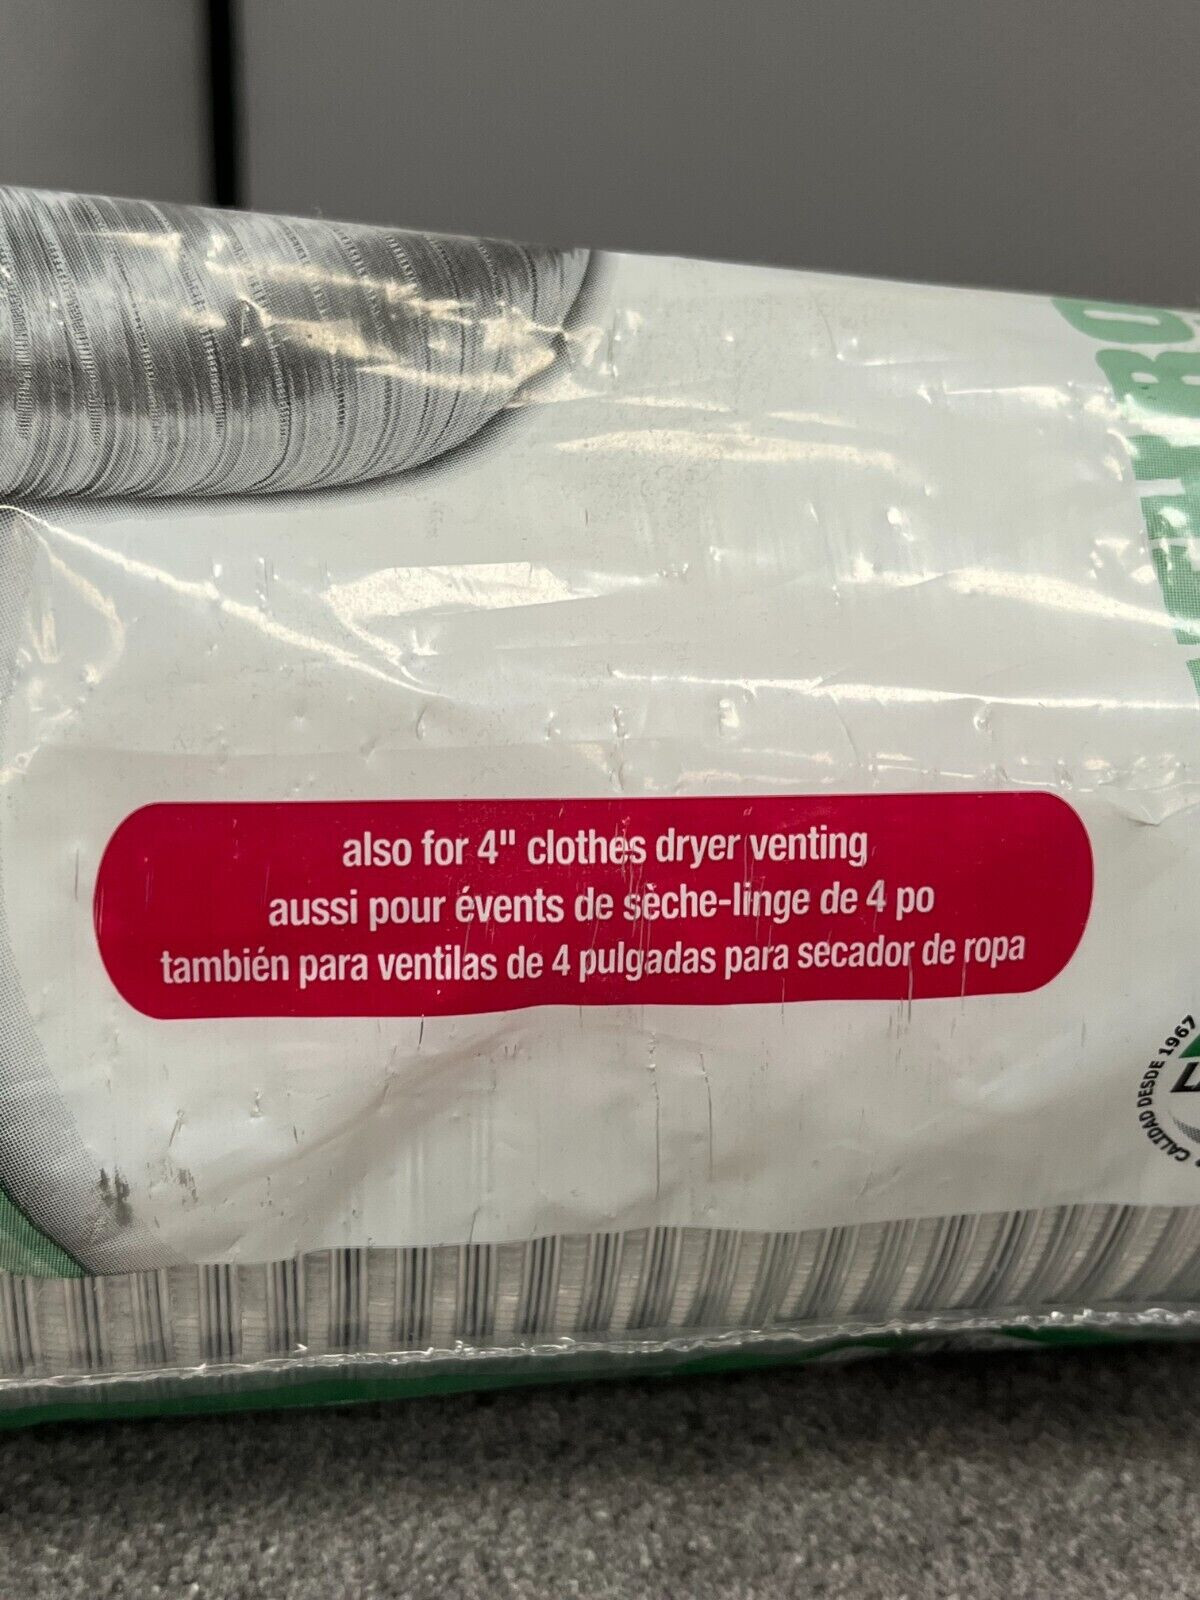 also for 4" clothes dryer venting
aussi pour évents de sèche-linge de 4 po
también para ventilas de 4 pulgadas para secador de ropa
CALIDAD DESDE 1967